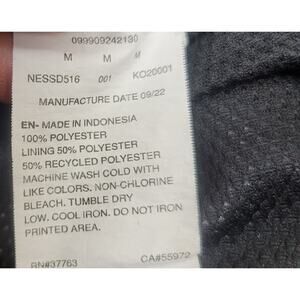 099909242130
M M M
NESSD516 001 KO20001
MANUFACTURE DATE 09/22
EN- MADE IN INDONESIA
100% POLYESTER
LINING 50% POLYESTER
50% RECYCLED POLYESTER
MACHINE WASH COLD WITH
LIKE COLORS. NON-CHLORINE
BLEACH. TUMBLE DRY
LOW. COOL IRON. DO NOT IRON
PRINTED AREA.
RN#37763 CA#55972